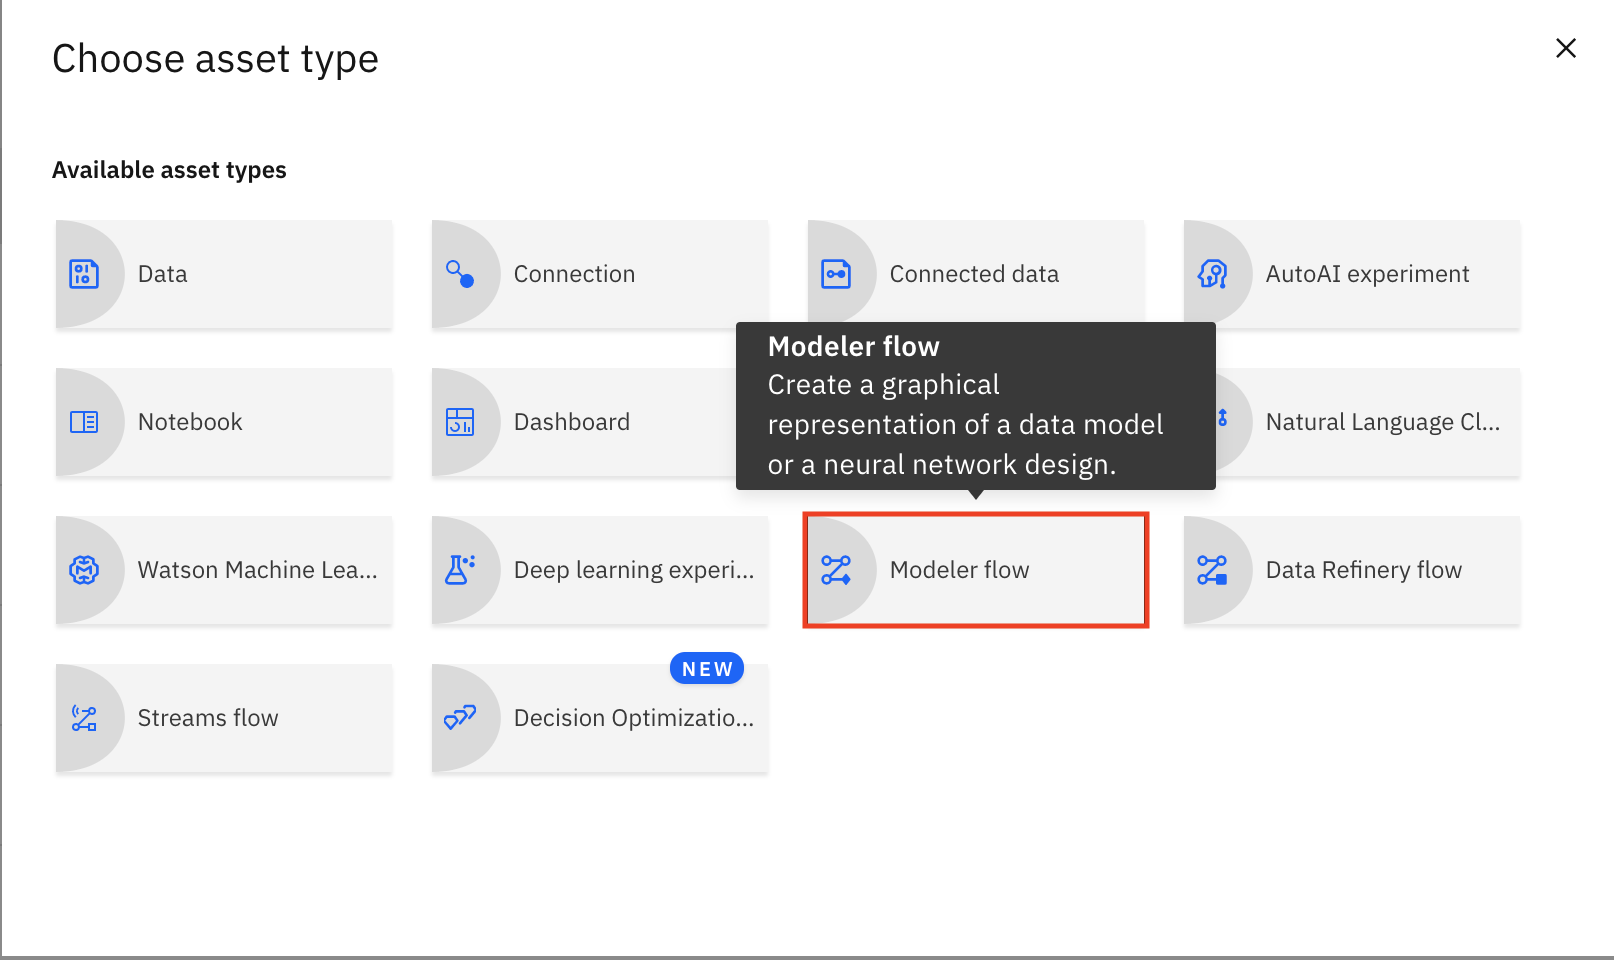 Choose asset type
Available asset types
Data
Connection
Connected data
AutoAI experiment
Modeler flow
Create a graphical
representation of a data model
or a neural network design.
Notebook
Dashboard
Natural Language Cl...
Watson Machine Lea...
Deep learning experi...
Modeler flow
Data Refinery flow
Streams flow
NEW
Decision Optimizatio...